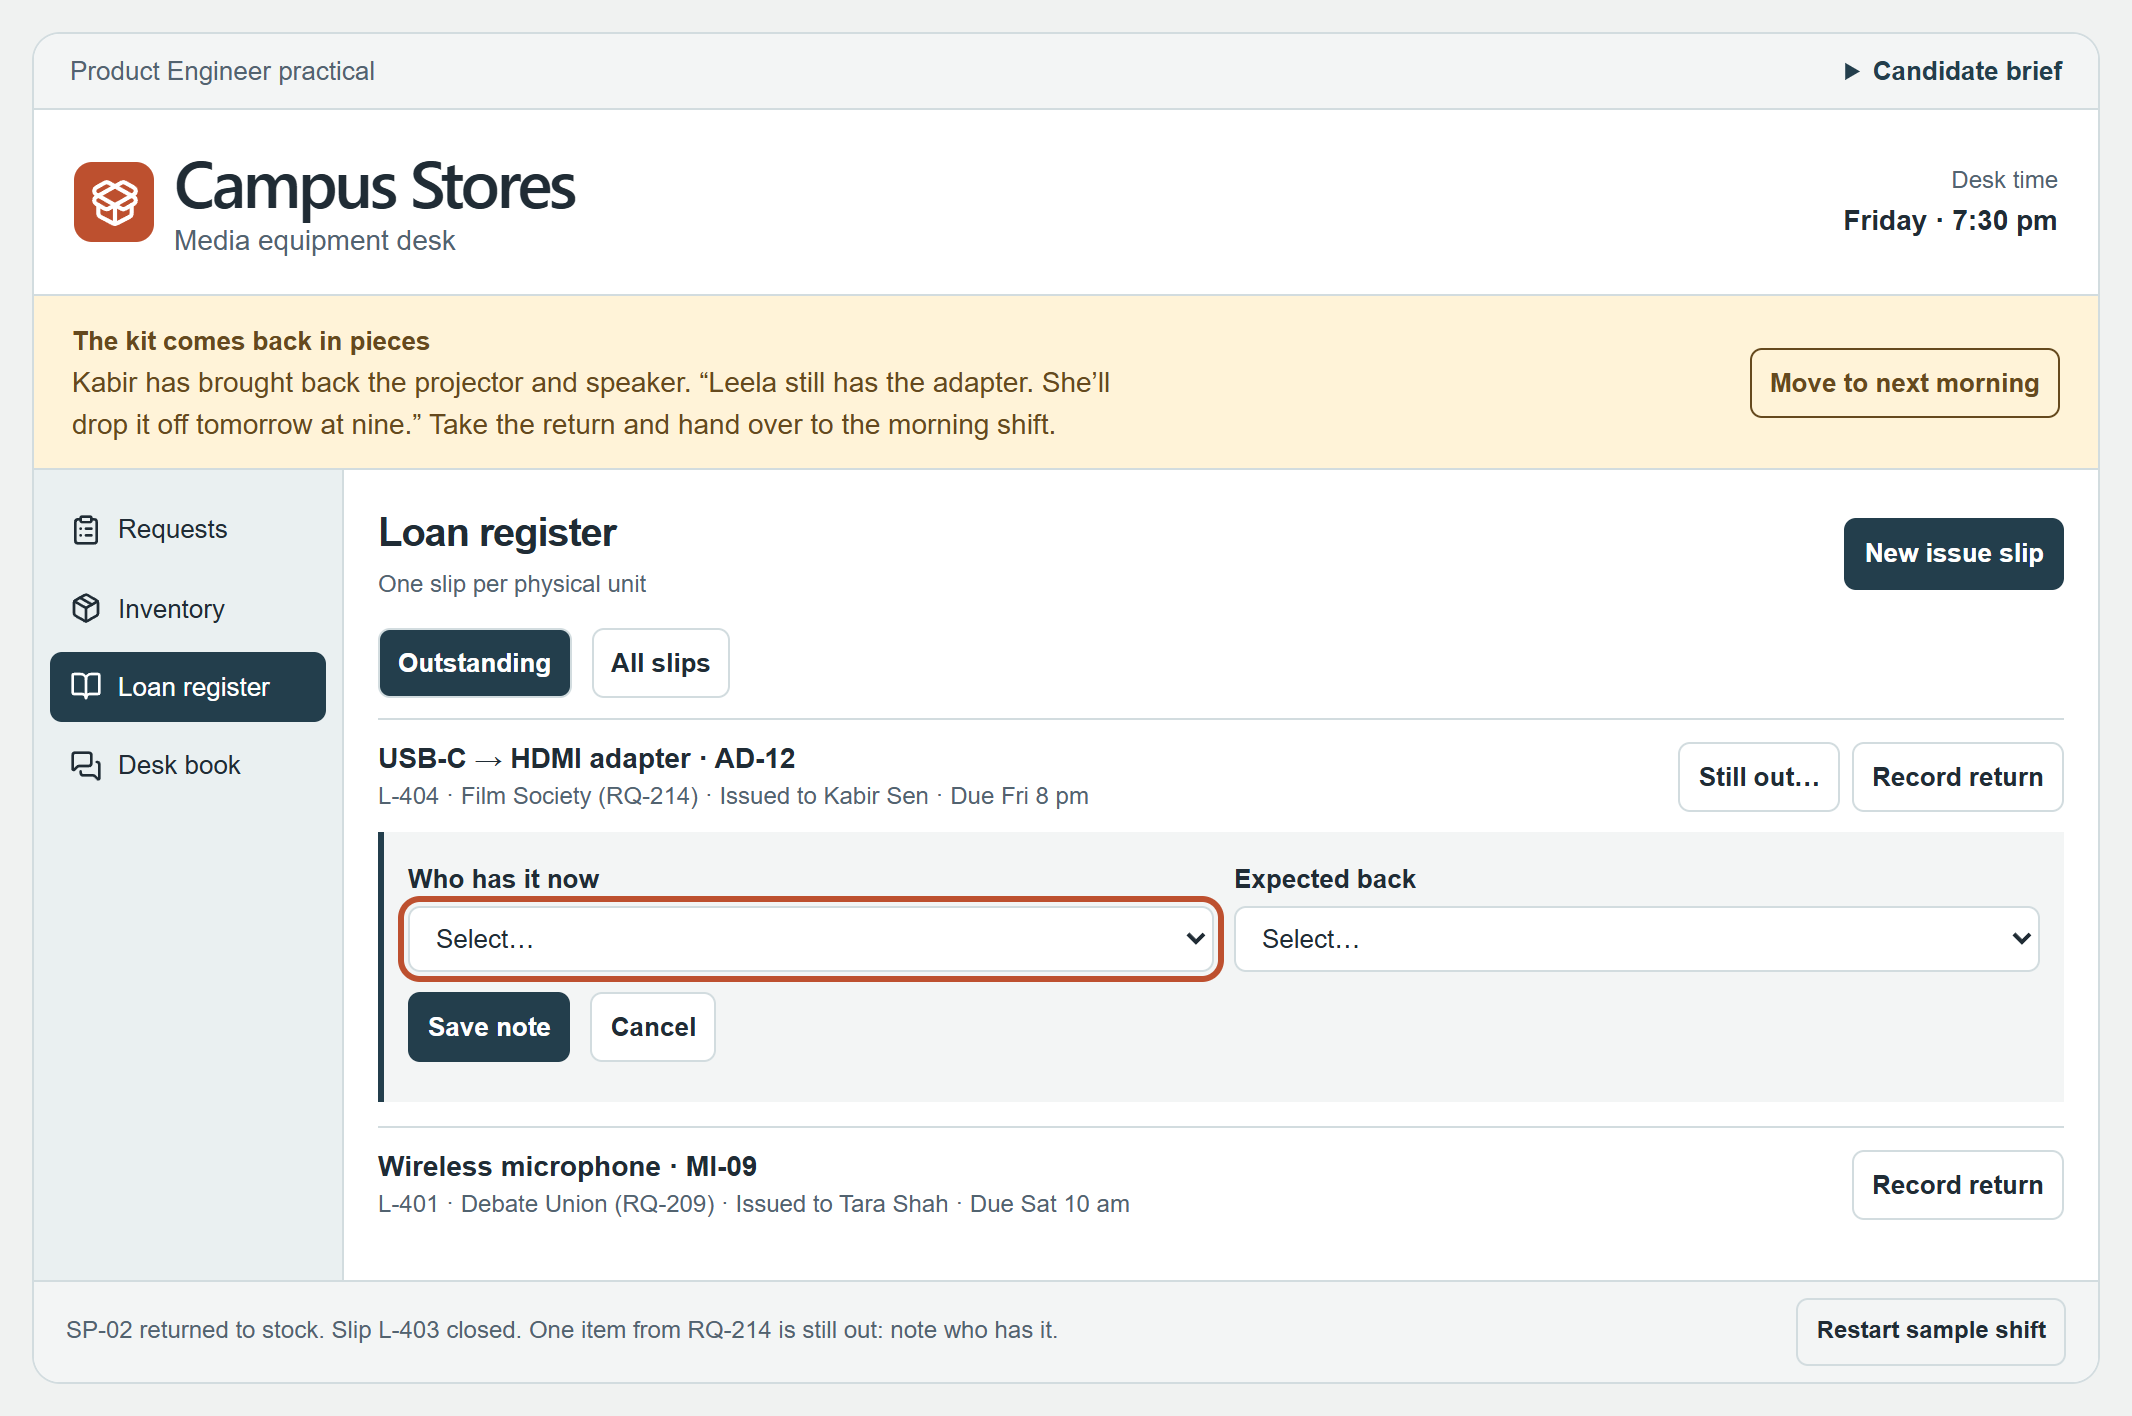 Product Engineer practical
▶ Candidate brief
Campus Stores
Media equipment desk
Desk time
Friday · 7:30 pm
The kit comes back in pieces
Kabir has brought back the projector and speaker. “Leela still has the adapter. She’ll
drop it off tomorrow at nine.” Take the return and hand over to the morning shift.
Move to next morning
Requests
Inventory
Loan register
Desk book
Loan register
One slip per physical unit
New issue slip
Outstanding
All slips
USB-C → HDMI adapter · AD-12
L-404 · Film Society (RQ-214) · Issued to Kabir Sen · Due Fri 8 pm
Still out…
Record return
Who has it now
Expected back
Select…
Select…
Save note
Cancel
Wireless microphone · MI-09
L-401 · Debate Union (RQ-209) · Issued to Tara Shah · Due Sat 10 am
Record return
SP-02 returned to stock. Slip L-403 closed. One item from RQ-214 is still out: note who has it.
Restart sample shift